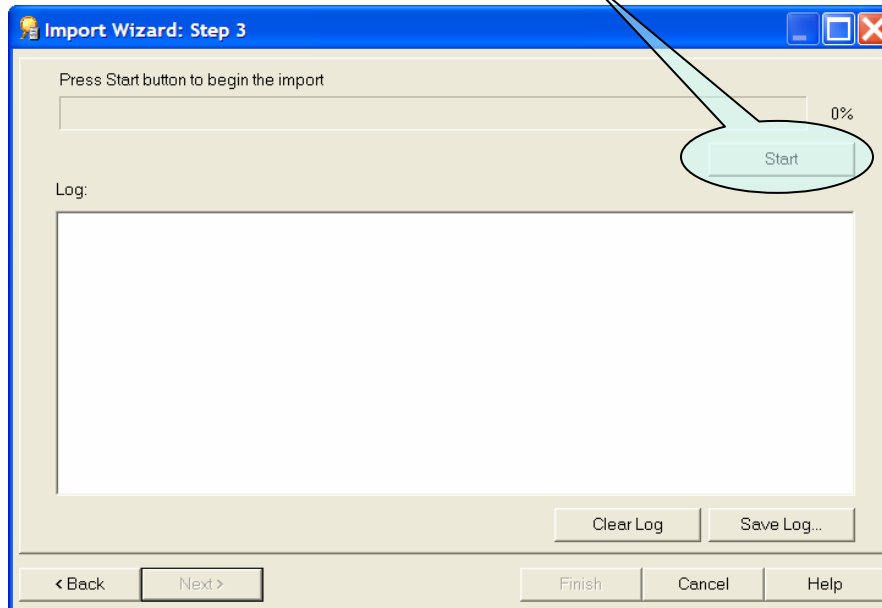 Import Wizard: Step 3
Press Start button to begin the import
0%
Start
Log:
Clear Log Save Log...
< Back Next > Finish Cancel Help